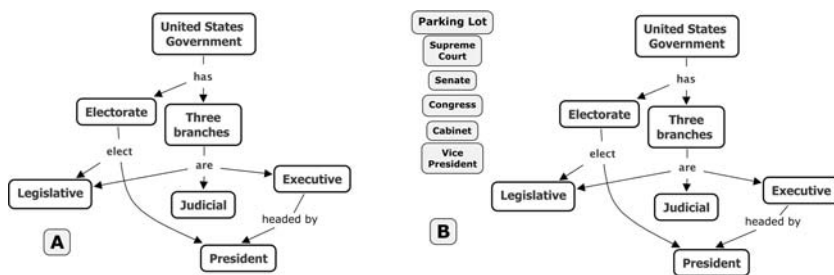 United States
Government
has
Electorate
Three
branches
elect
are
Legislative
Judicial
Executive
headed by
President
A
Parking Lot
Supreme
Court
Senate
Congress
Cabinet
Vice
President
B
United States
Government
has
Electorate
Three
branches
elect
are
Legislative
Judicial
Executive
headed by
President